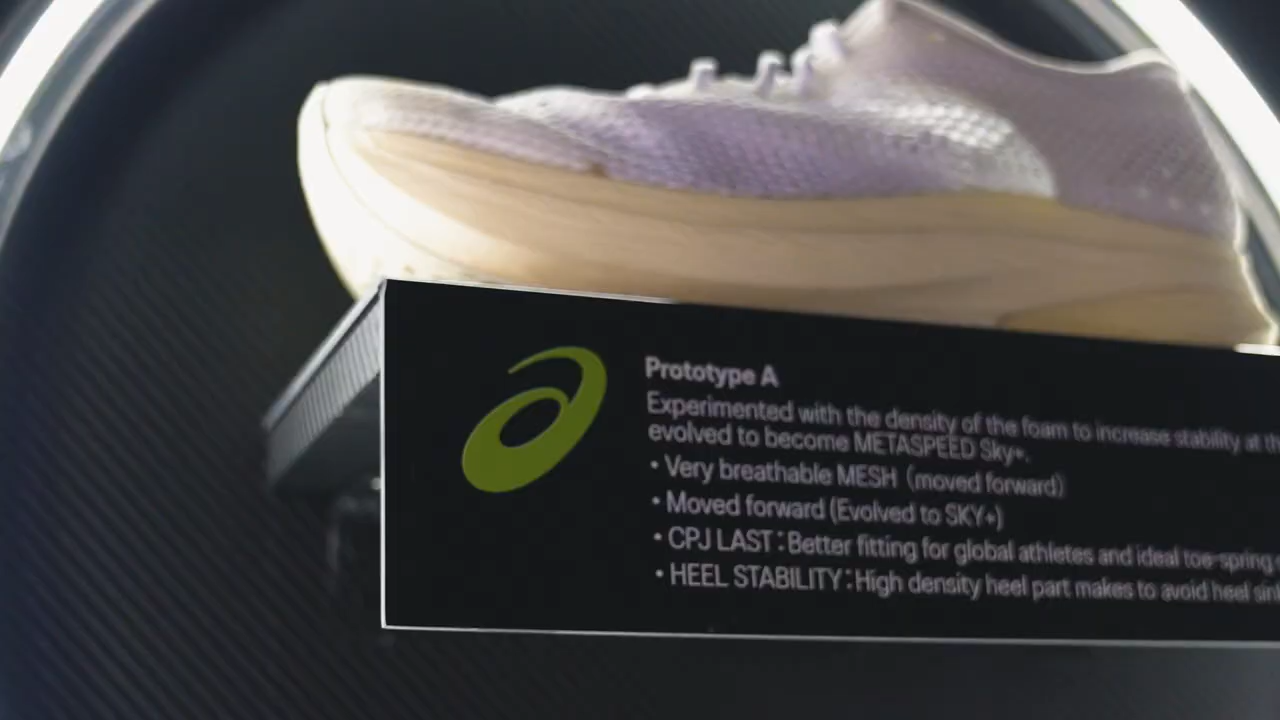 Prototype A
Experimented with the density of the foam to increase stability at
evolved to become METASPEED Sky+.
• Very breathable MESH (moved forward)
• Moved forward (Evolved to SKY+)
• CPJ LAST:Better fitting for global athletes and ideal toe-spring
• HEEL STABILITY:High density heel part makes to avoid heel